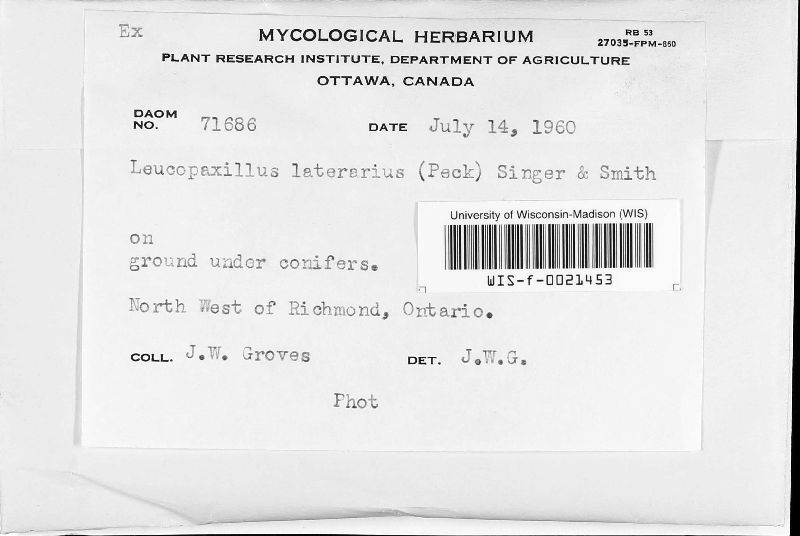 Ex
MYCOLOGICAL HERBARIUM
RB 53
27035-FPM-860
PLANT RESEARCH INSTITUTE, DEPARTMENT OF AGRICULTURE
OTTAWA, CANADA
DAOM NO. 71686 DATE July 14, 1960
Leucopaxillus laterarius (Peck) Singer & Smith
University of Wisconsin-Madison (WIS)
WIS-f-0021453
on
ground under conifers.
North West of Richmond, Ontario.
COLL. J.W. Groves DET. J.W.G.
Phot